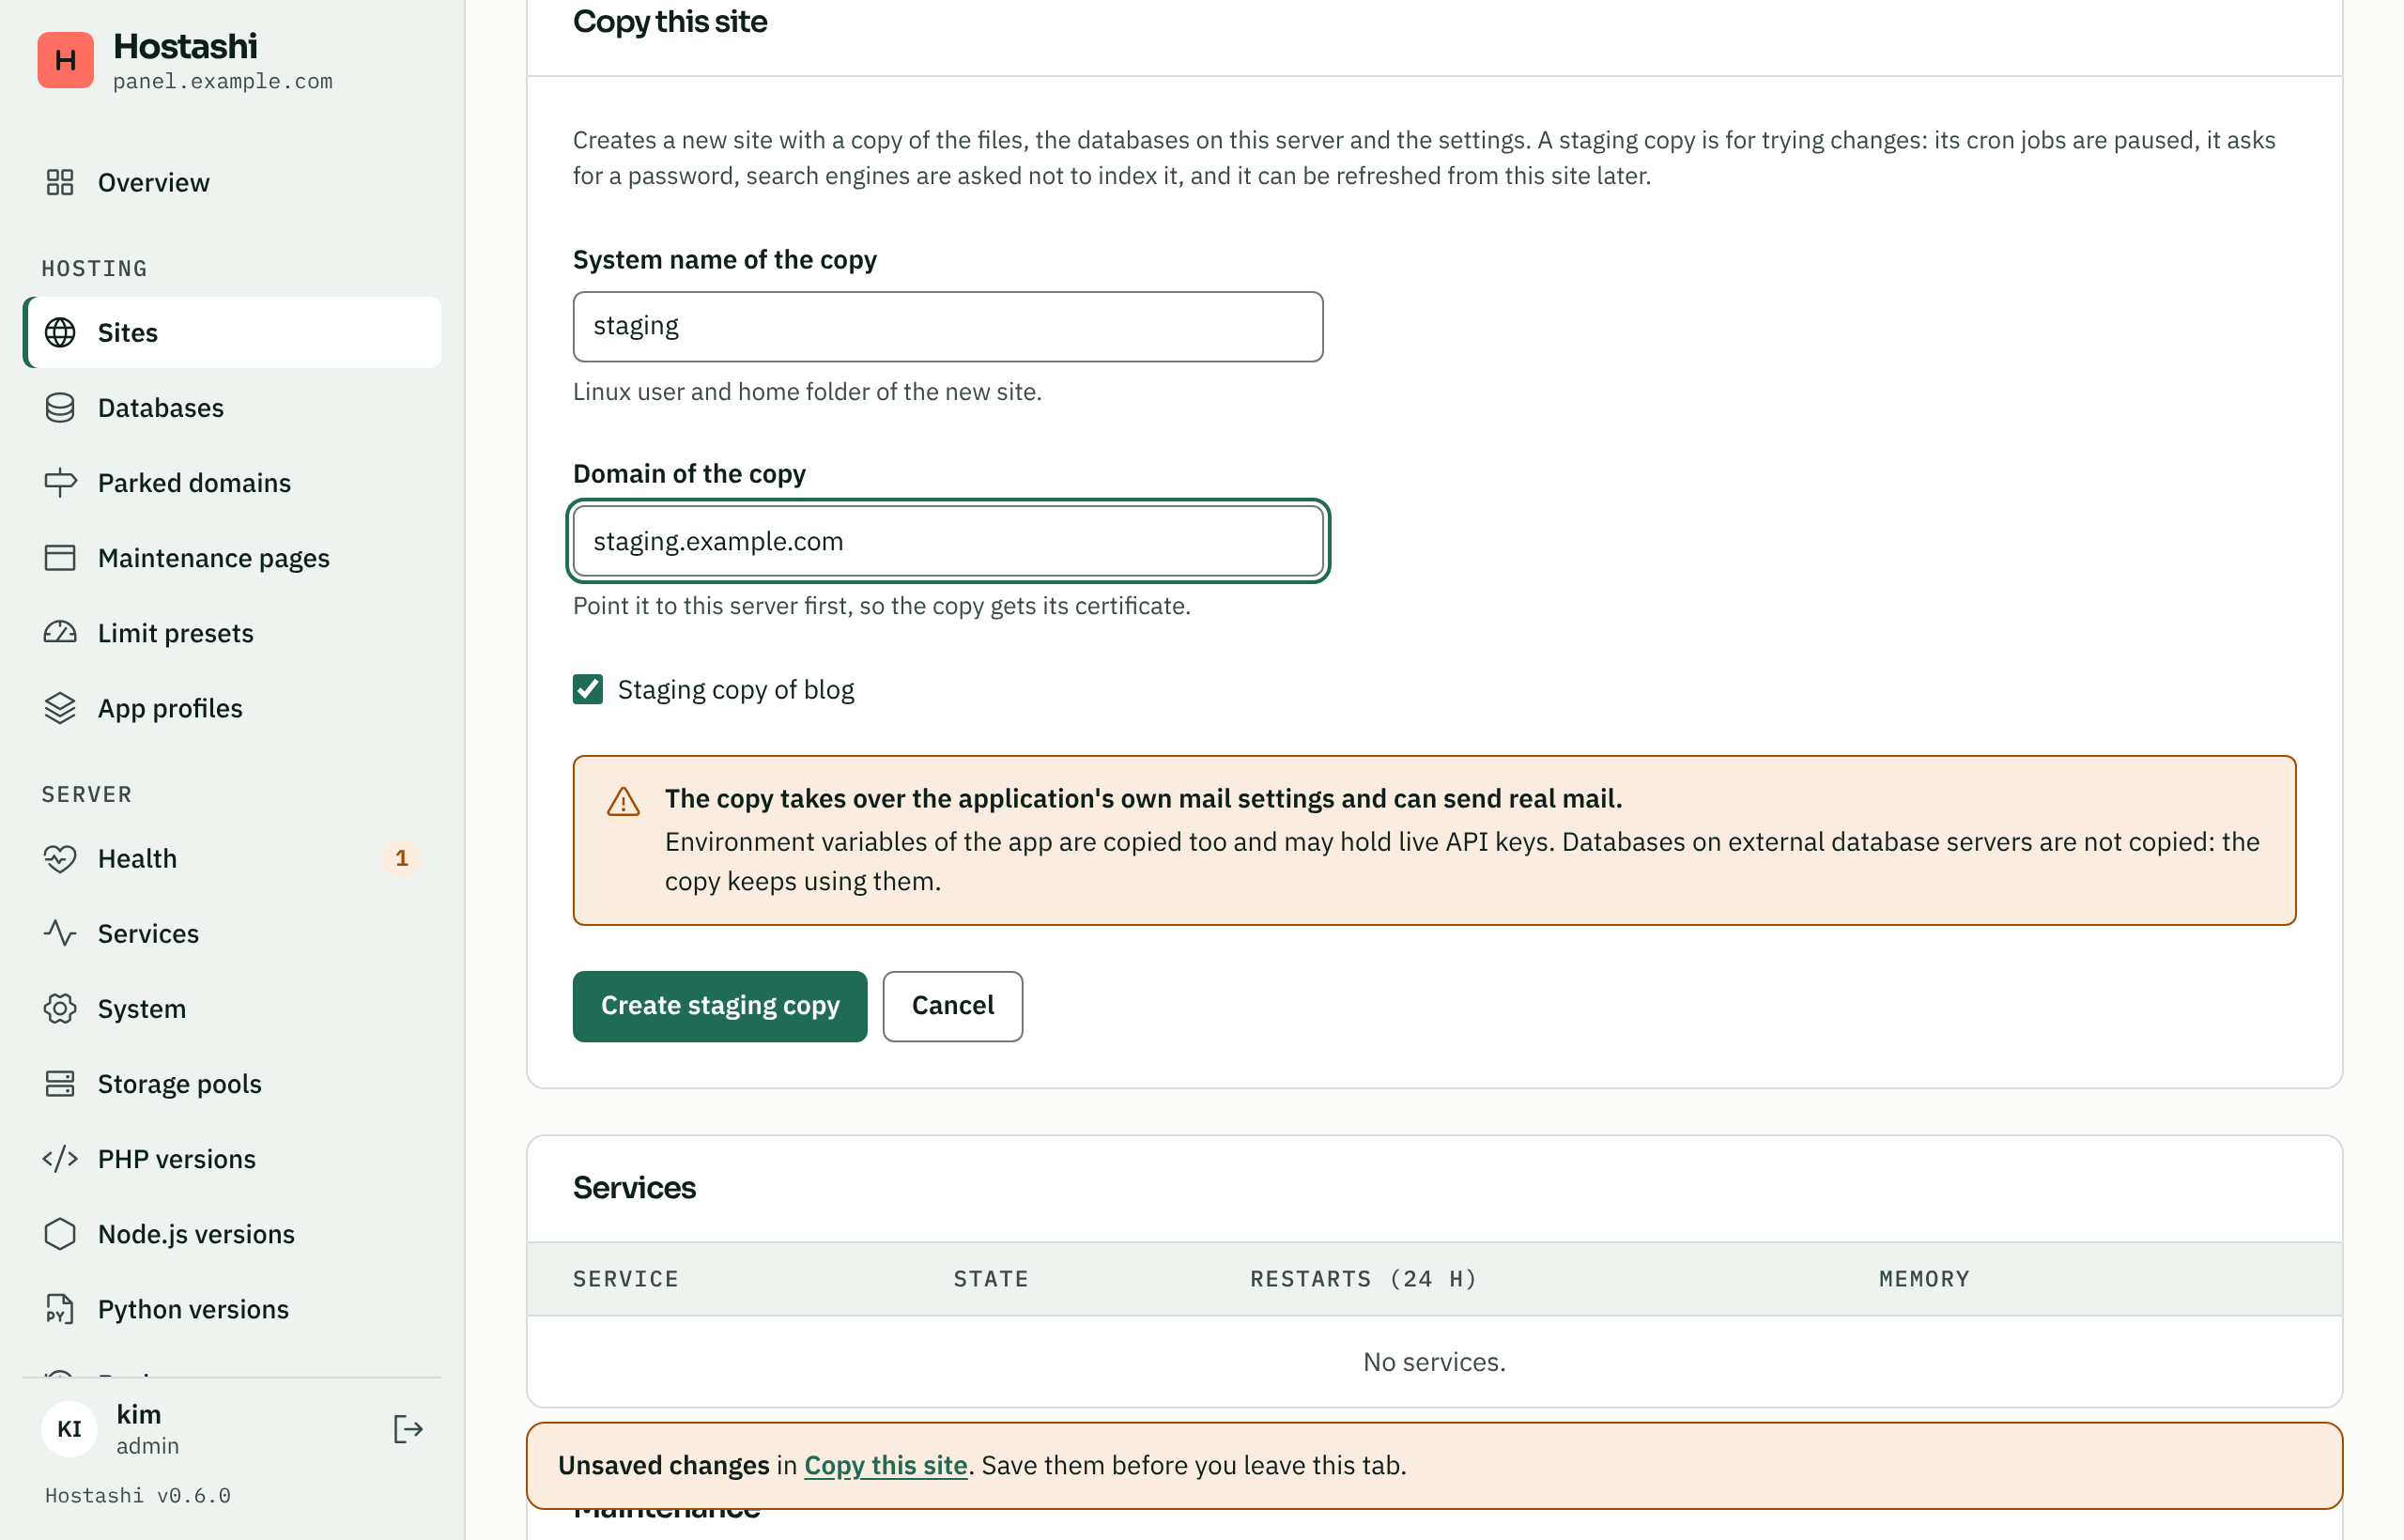 H
Hostashi
panel.example.com
Overview
HOSTING
Sites
Databases
Parked domains
Maintenance pages
Limit presets
App profiles
SERVER
Health
1
Services
System
Storage pools
PHP versions
Node.js versions
PY
Python versions
KI
kim
admin
Hostashi v0.6.0
Copy this site
Creates a new site with a copy of the files, the databases on this server and the settings. A staging copy is for trying changes: its cron jobs are paused, it asks
for a password, search engines are asked not to index it, and it can be refreshed from this site later.
System name of the copy
staging
Linux user and home folder of the new site.
Domain of the copy
staging.example.com
Point it to this server first, so the copy gets its certificate.
Staging copy of blog
The copy takes over the application's own mail settings and can send real mail.
Environment variables of the app are copied too and may hold live API keys. Databases on external database servers are not copied: the
copy keeps using them.
Create staging copy
Cancel
Services
SERVICE STATE RESTARTS (24 H) MEMORY
No services.
Unsaved changes in Copy this site. Save them before you leave this tab.
Maintenance